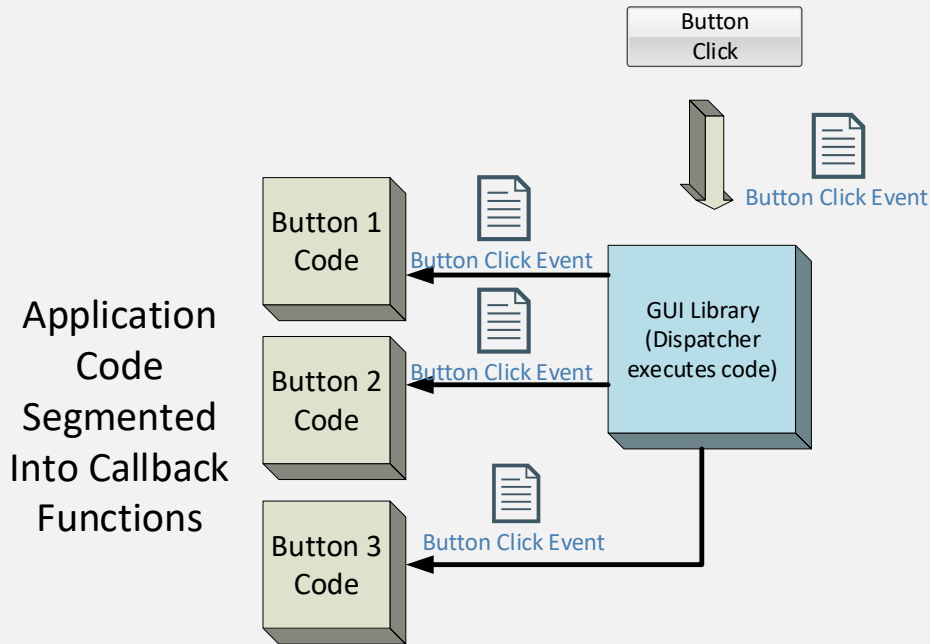 Button
Click
Button Click Event
Button 1
Code
Button Click Event
GUI Library
(Dispatcher
executes code)
Application
Code
Segmented
Into Callback
Functions
Button 2
Code
Button Click Event
Button 3
Code
Button Click Event